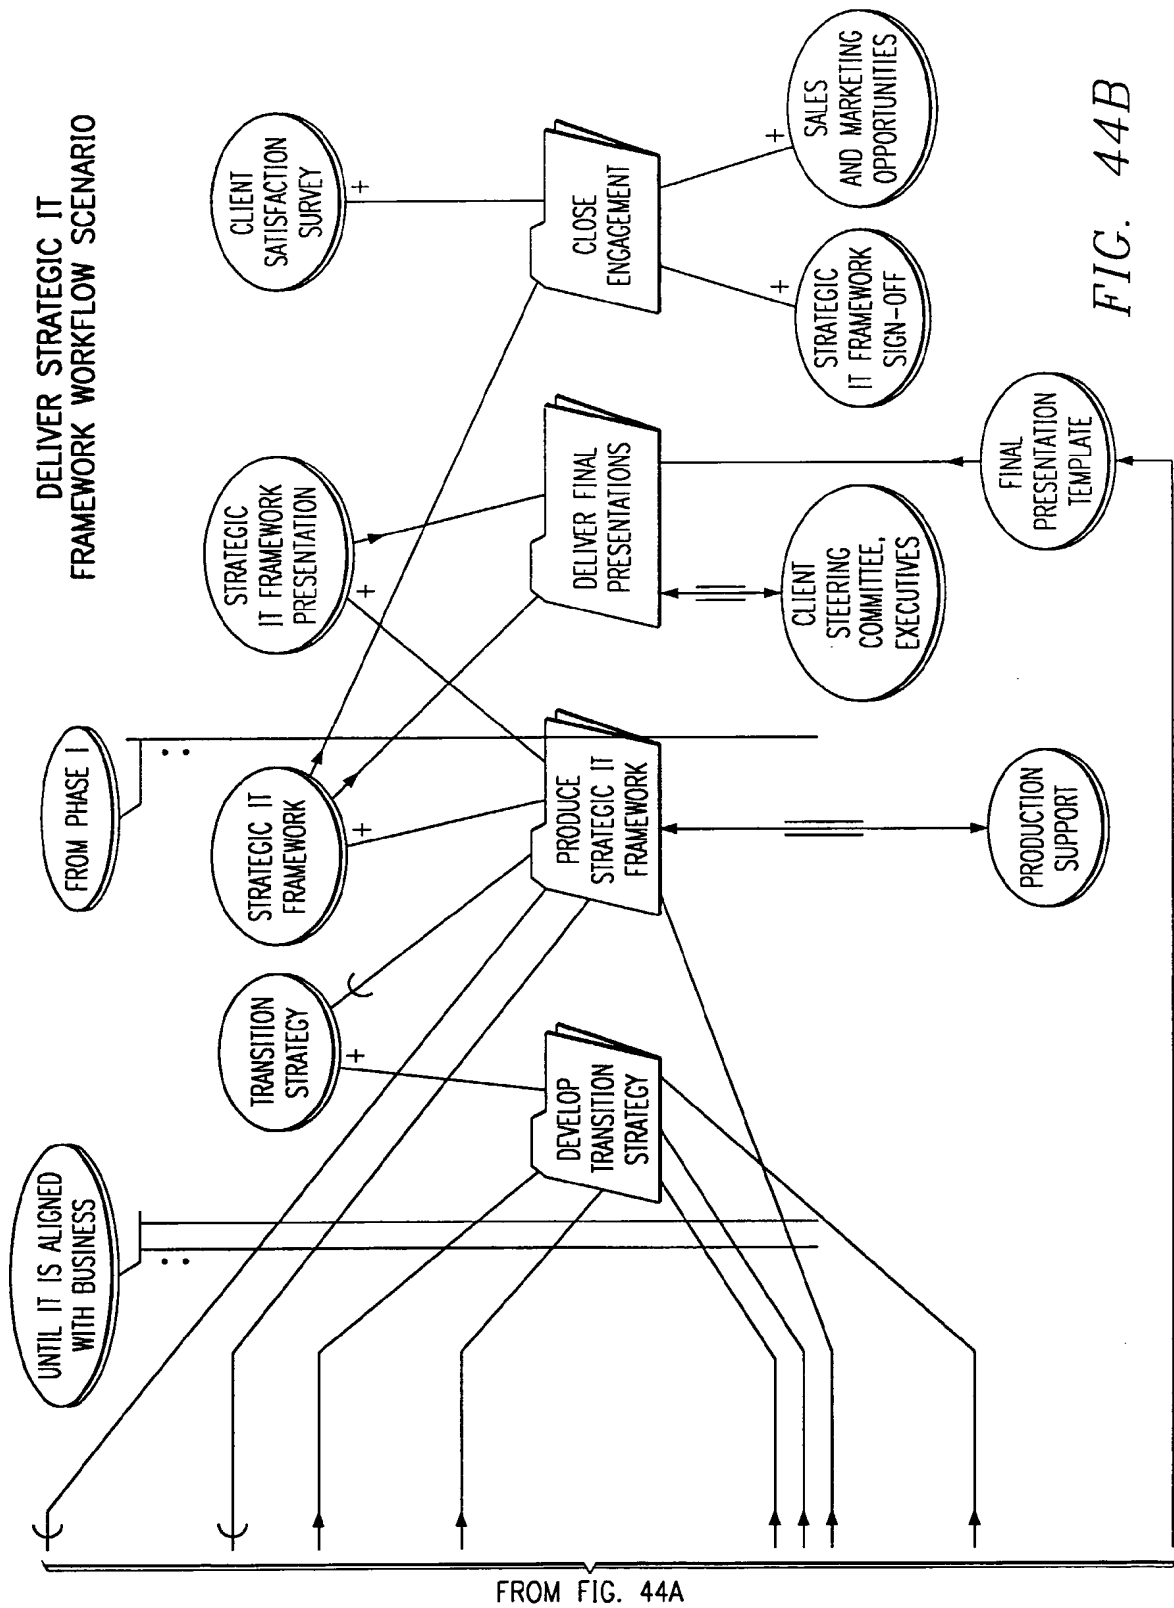 DELIVER STRATEGIC IT
FRAMEWORK WORKFLOW SCENARIO
UNTIL IT IS ALIGNED
WITH BUSINESS
FROM PHASE I
TRANSITION
STRATEGY
STRATEGIC IT
FRAMEWORK
STRATEGIC
IT FRAMEWORK
PRESENTATION
CLIENT
SATISFACTION
SURVEY
+
+
+
+
DEVELOP
TRANSITION
STRATEGY
PRODUCE
STRATEGIC IT
FRAMEWORK
DELIVER FINAL
PRESENTATIONS
CLOSE
ENGAGEMENT
+
+
PRODUCTION
SUPPORT
CLIENT
STEERING
COMMITTEE,
EXECUTIVES
FINAL
PRESENTATION
TEMPLATE
STRATEGIC
IT FRAMEWORK
SIGN-OFF
SALES
AND MARKETING
OPPORTUNITIES
FROM FIG. 44A
FIG. 44B